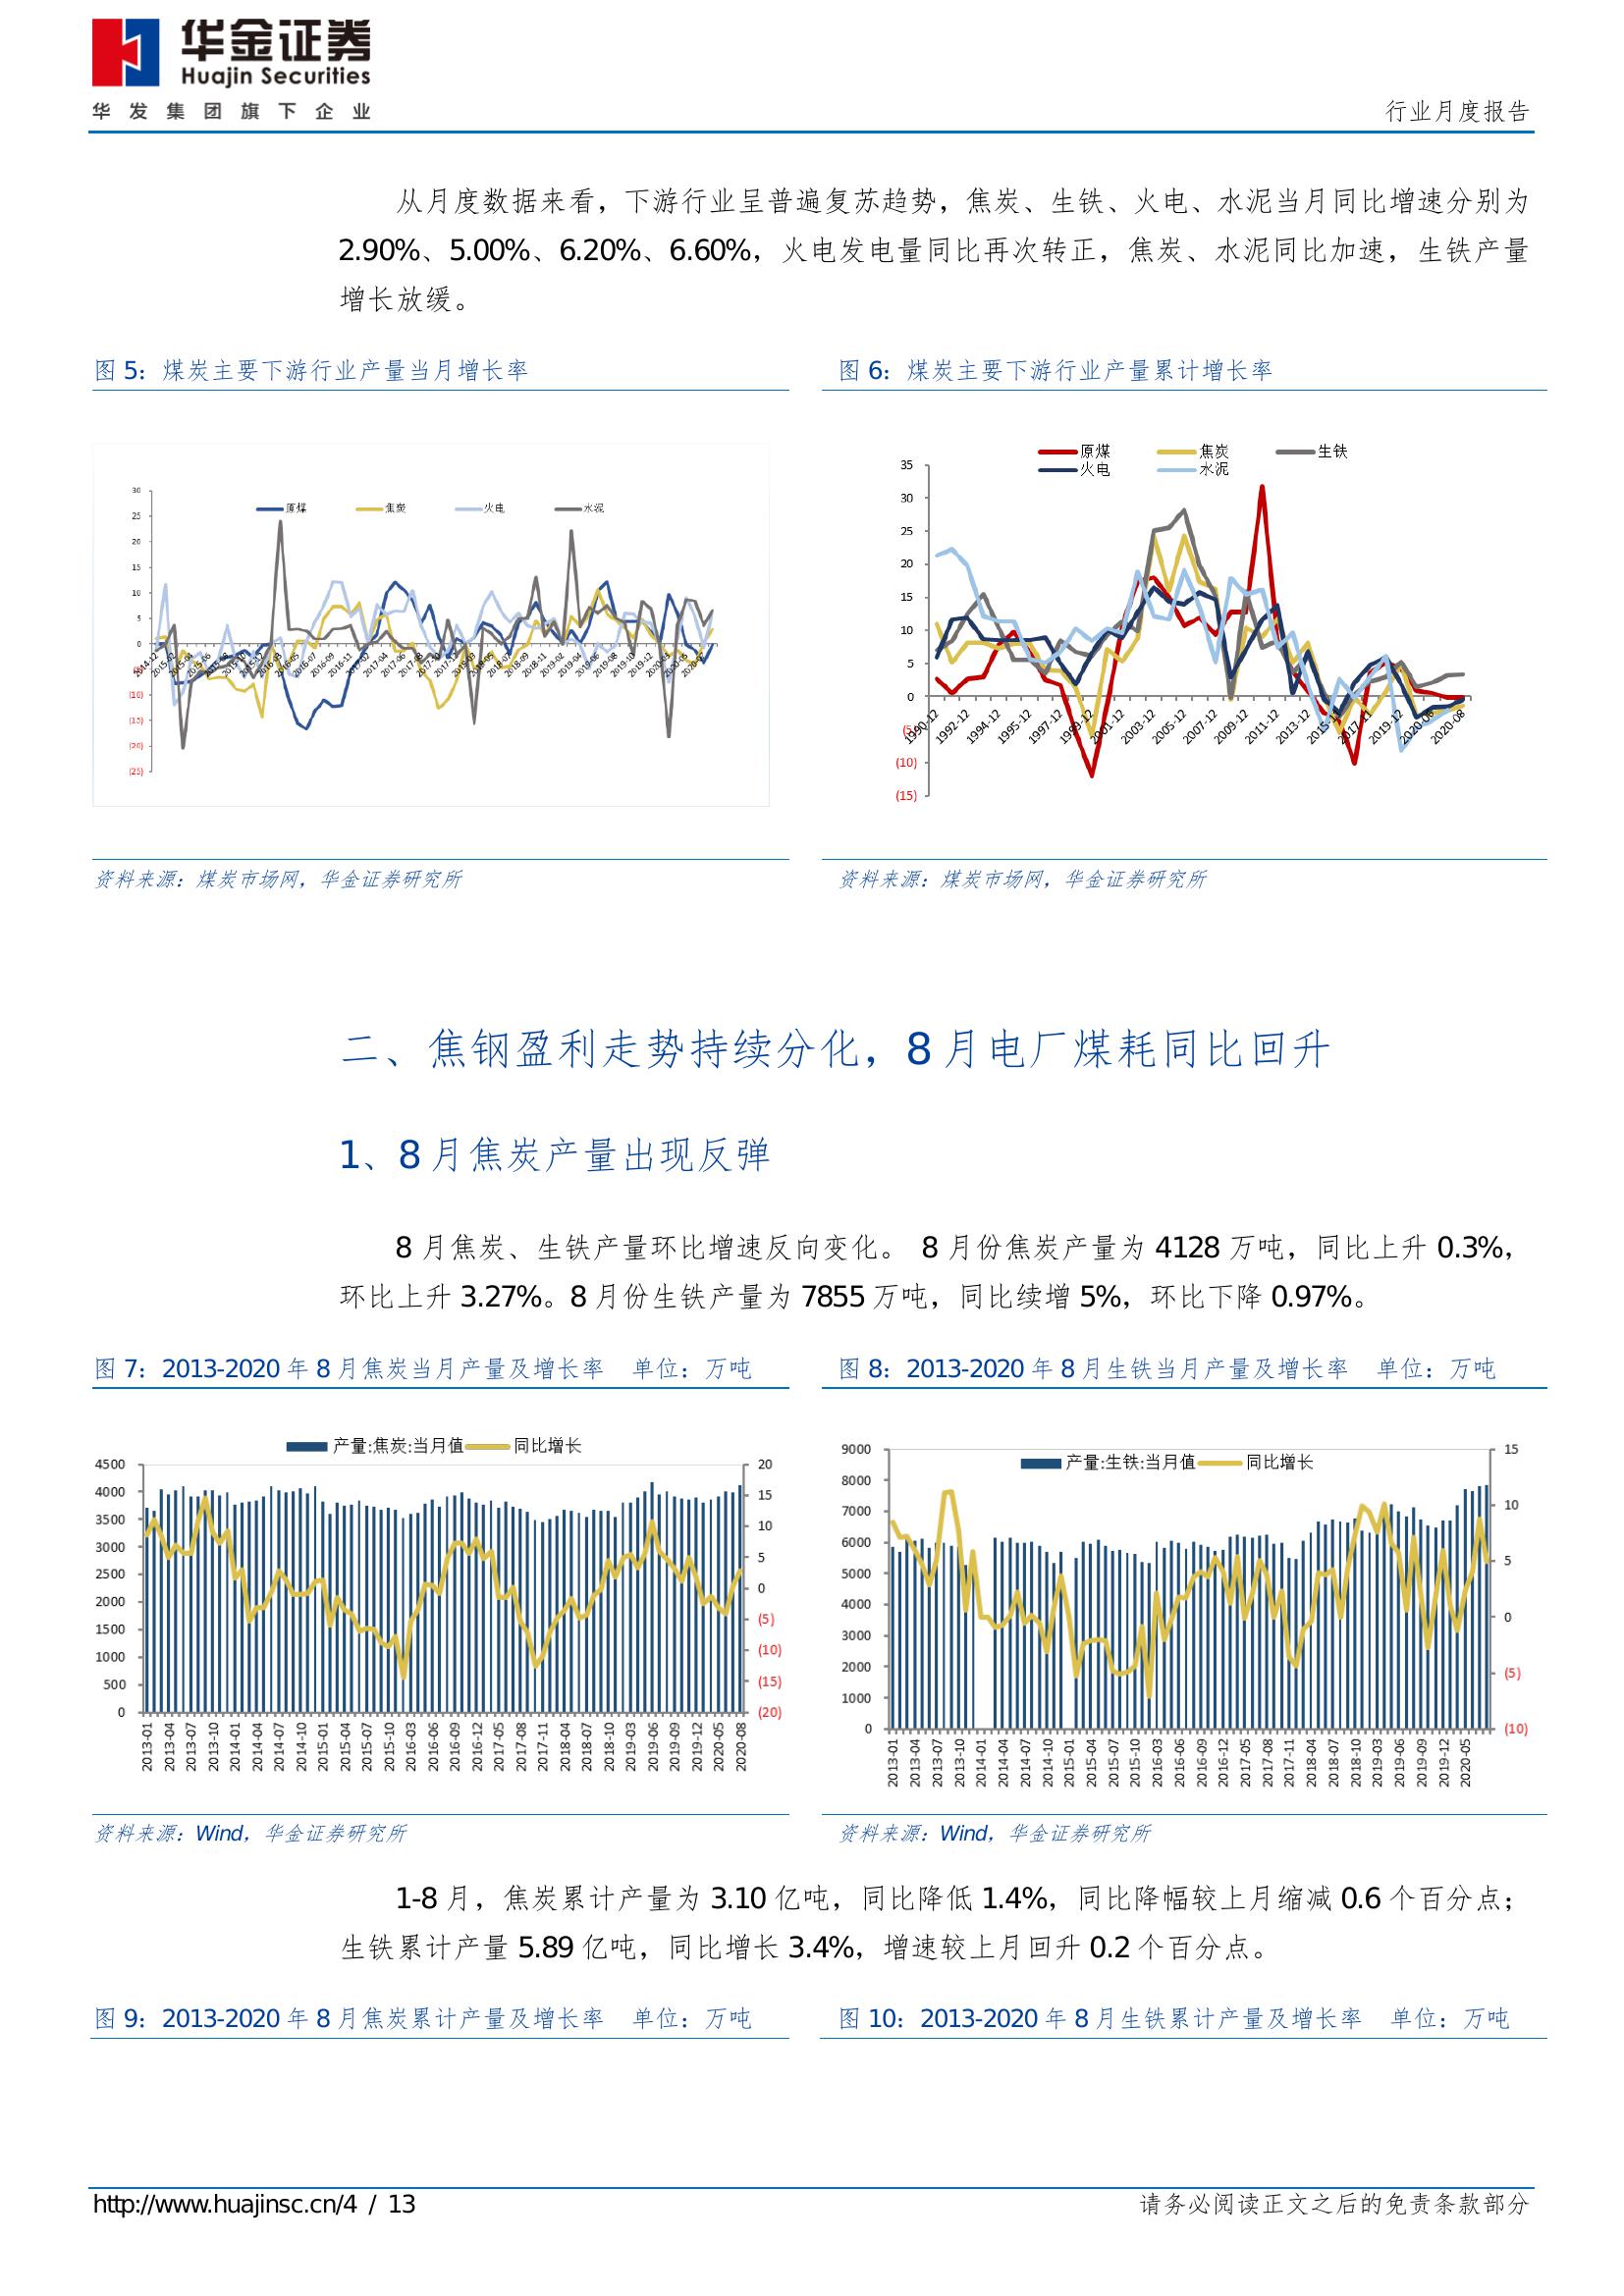 华金证券
Huajin Securities
华发集团旗下企业
行业月度报告
从月度数据来看，下游行业呈普遍复苏趋势，焦炭、生铁、火电、水泥当月同比增速分别为
2.90%、5.00%、6.20%、6.60%，火电发电量同比再次转正，焦炭、水泥同比加速，生铁产量
增长放缓。
图 5：煤炭主要下游行业产量当月增长率
图 6：煤炭主要下游行业产量累计增长率
原煤 焦炭 火电 水泥
30
25
20
15
10
5
0
(10)
(15)
(20)
(25)
原煤 焦炭 生铁
火电 水泥
35
30
25
20
15
10
5
0
(5)
(10)
(15)
1990-12 1992-12 1994-12 1995-12 1997-12 1999-12 2001-12 2003-12 2005-12 2007-12 2009-12 2011-12 2013-12 2015-12 2017-11 2019-12 2020-06 2020-08
资料来源：煤炭市场网，华金证券研究所
资料来源：煤炭市场网，华金证券研究所
二、焦钢盈利走势持续分化，8 月电厂煤耗同比回升
1、8 月焦炭产量出现反弹
8 月焦炭、生铁产量环比增速反向变化。 8 月份焦炭产量为 4128 万吨，同比上升 0.3%，
环比上升 3.27%。8 月份生铁产量为 7855 万吨，同比续增 5%，环比下降 0.97%。
图 7：2013-2020 年 8 月焦炭当月产量及增长率 单位：万吨
图 8：2013-2020 年 8 月生铁当月产量及增长率 单位：万吨
产量:焦炭:当月值 同比增长
4500
4000
3500
3000
2500
2000
1500
1000
500
0
20
15
10
5
0
(5)
(10)
(15)
(20)
2013-01 2013-04 2013-07 2013-10 2014-01 2014-04 2014-07 2014-10 2015-01 2015-04 2015-07 2015-10 2016-03 2016-06 2016-09 2016-12 2017-05 2017-08 2017-11 2018-04 2018-07 2018-10 2019-03 2019-06 2019-09 2019-12 2020-05 2020-08
产量:生铁:当月值 同比增长
9000
8000
7000
6000
5000
4000
3000
2000
1000
0
15
10
5
0
(5)
(10)
2013-01 2013-04 2013-07 2013-10 2014-01 2014-04 2014-07 2014-10 2015-01 2015-04 2015-07 2015-10 2016-03 2016-06 2016-09 2016-12 2017-05 2017-08 2017-11 2018-04 2018-07 2018-10 2019-03 2019-06 2019-09 2019-12 2020-05
资料来源：Wind，华金证券研究所
资料来源：Wind，华金证券研究所
1-8 月，焦炭累计产量为 3.10 亿吨，同比降低 1.4%，同比降幅较上月缩减 0.6 个百分点；
生铁累计产量 5.89 亿吨，同比增长 3.4%，增速较上月回升 0.2 个百分点。
图 9：2013-2020 年 8 月焦炭累计产量及增长率 单位：万吨
图 10：2013-2020 年 8 月生铁累计产量及增长率 单位：万吨
http://www.huajinsc.cn/4 / 13
请务必阅读正文之后的免责条款部分